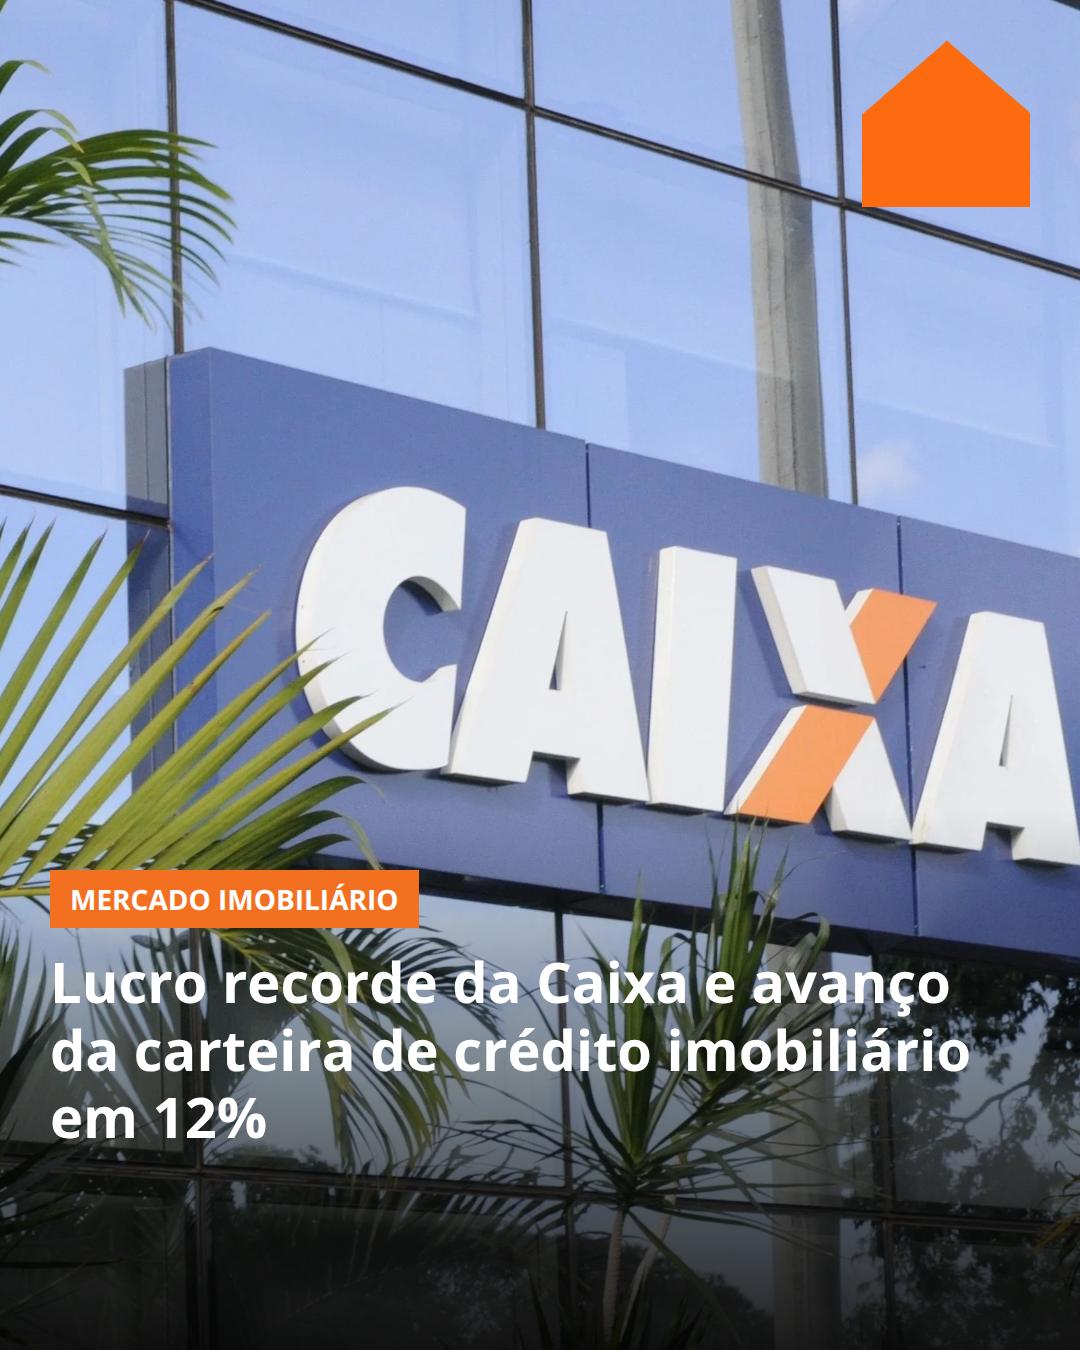 CAIXA
MERCADO IMOBILIÁRIO
Lucro recorde da Caixa e avanço
da carteira de crédito imobiliário
em 12%